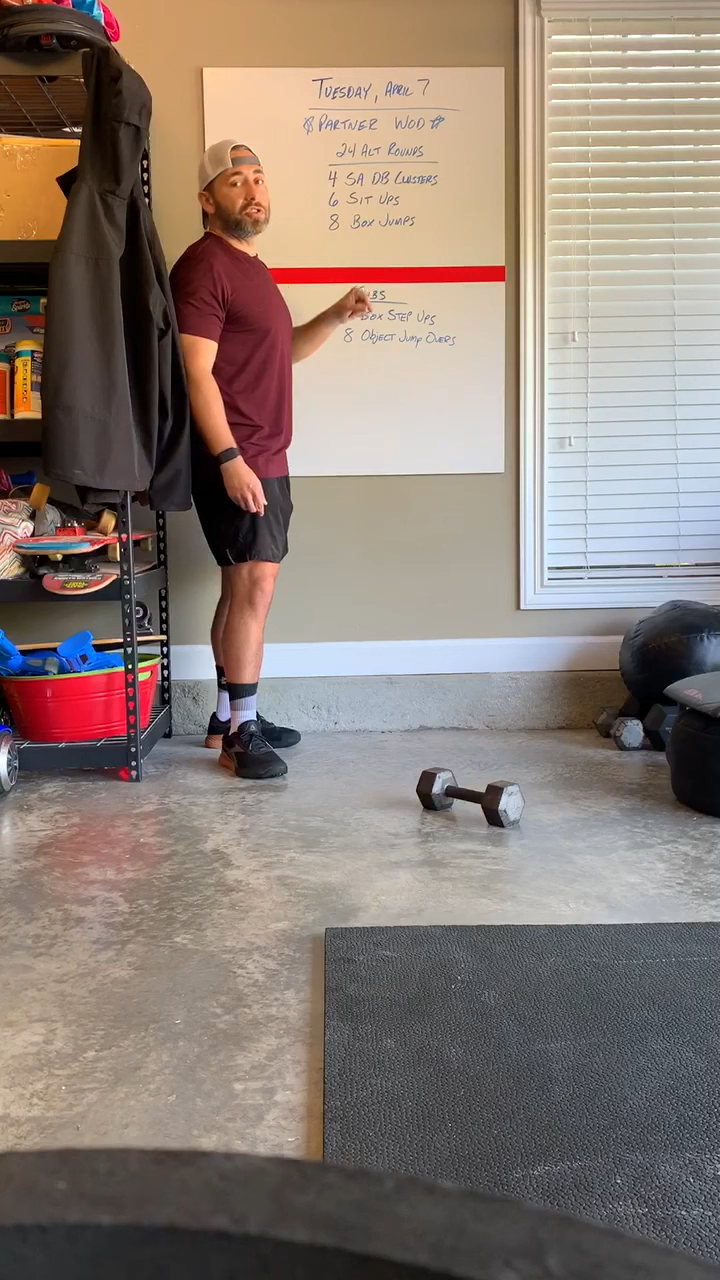 TUESDAY, APRIL 7
PARTNER WOD
24 ALT ROUNDS
4 SA DB CLUSTERS
6 SIT UPS
8 BOX JUMPS
BOX STEP UPS
8 OBJECT JUMP OVERS